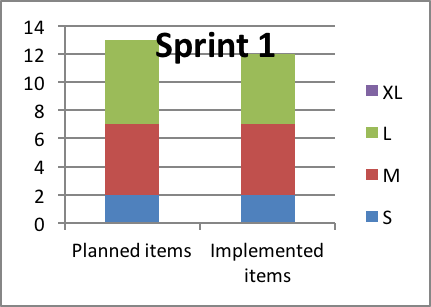 Sprint 1
14
12
10
8
6
4
2
0
Planned items
Implemented
items
XL
L
M
S